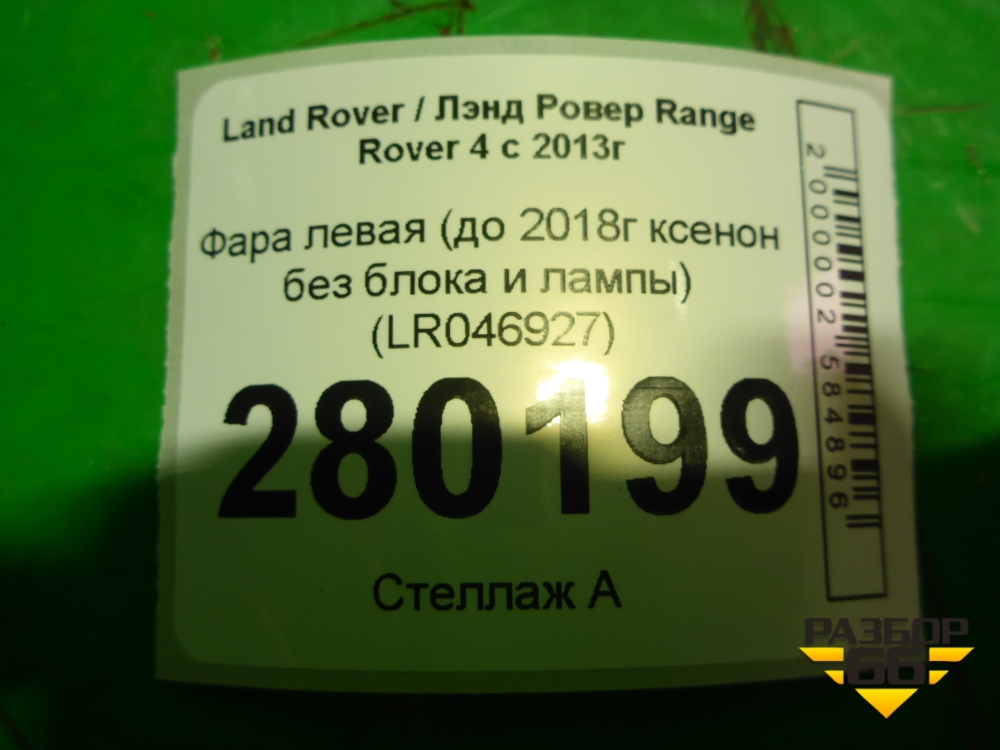 Land Rover / Лэнд Ровер Range
Rover 4 с 2013г
Фара левая (до 2018г ксенон
без блока и лампы)
(LR046927)
280199
Стеллаж А
2000002584896
РАЗБОР
66